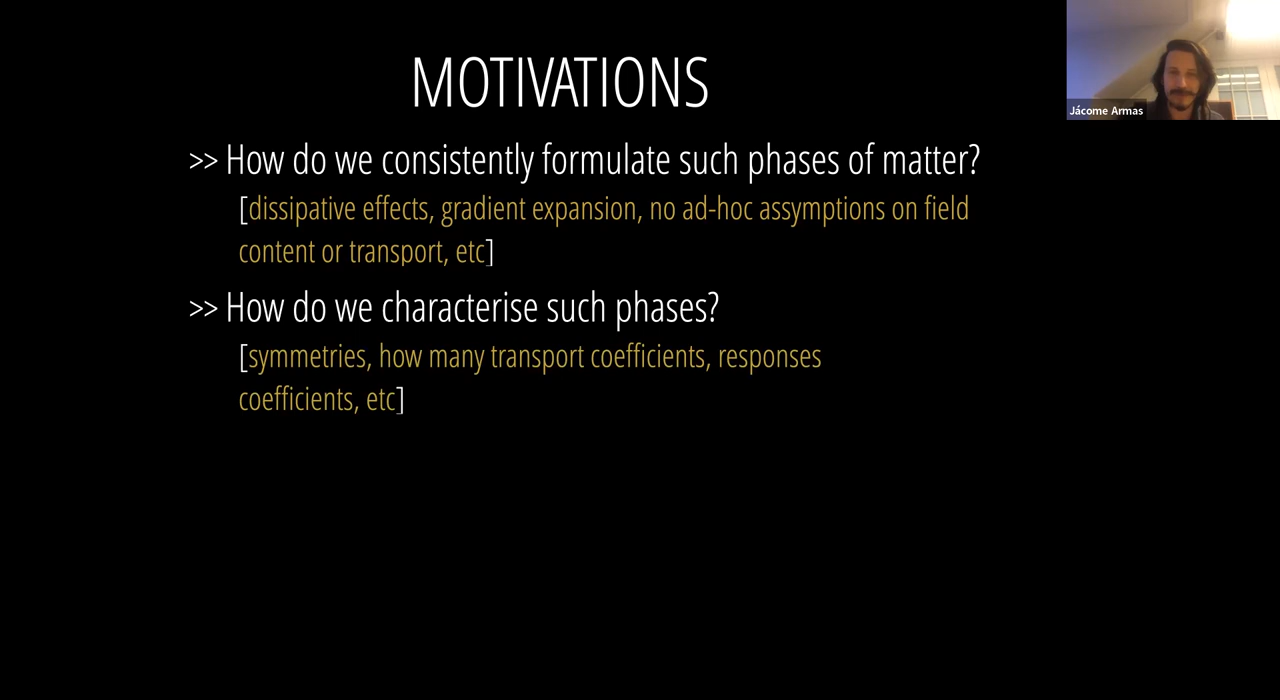 MOTIVATIONS
Jácome Armas
>> How do we consistently formulate such phases of matter?
[dissipative effects, gradient expansion, no ad-hoc assymptions on field
content or transport, etc]
>> How do we characterise such phases?
[symmetries, how many transport coefficients, responses
coefficients, etc]